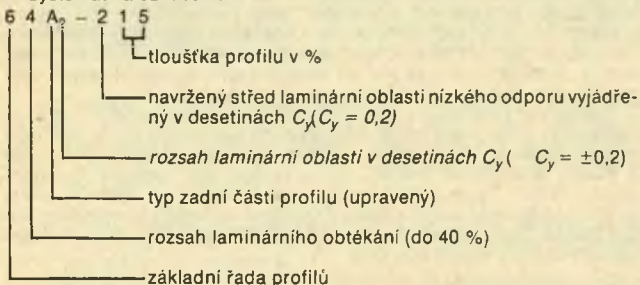 6 4 A₂ - 2 1 5
tloušťka profilu v %
navržený střed laminární oblasti nízkého odporu vyjádře-
ný v desetinách Cy(Cy = 0,2)
rozsah laminární oblasti v desetinách Cy ( Cy = ±0,2)
typ zadní části profilu (upravený)
rozsah laminárního obtékání (do 40 %)
základní řada profilů